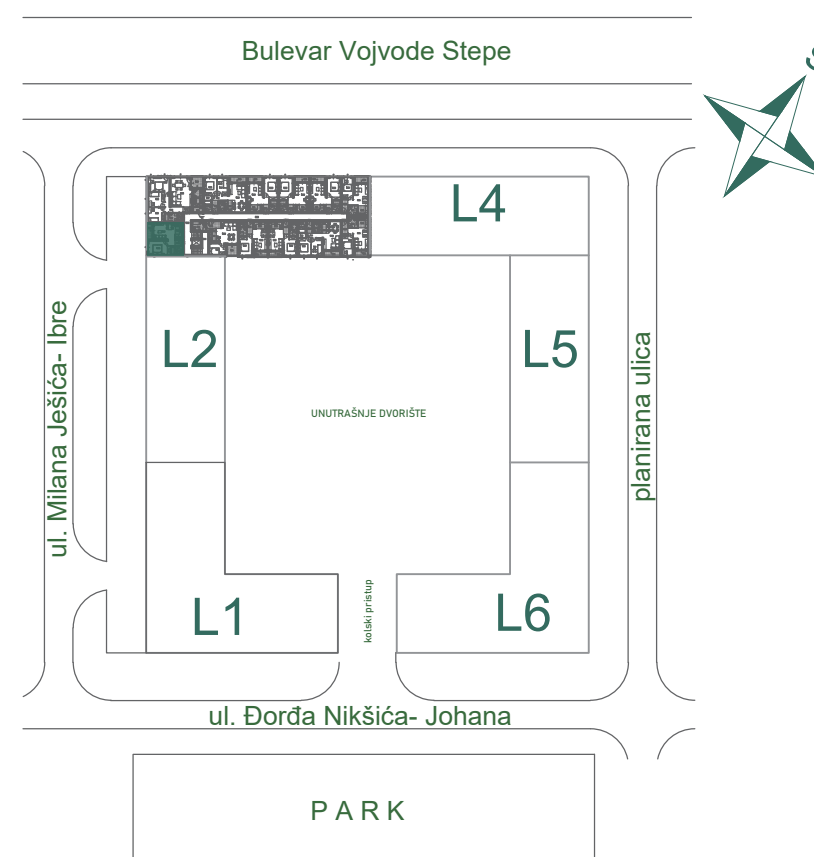 Bulevar Vojvode Stepe
S
L4
L2
L5
ul. Milana Ješića- Ibre
planirana ulica
UNUTRAŠNJE DVORIŠTE
L1
kolski pristup
L6
ul. Đorđa Nikšića- Johana
PARK